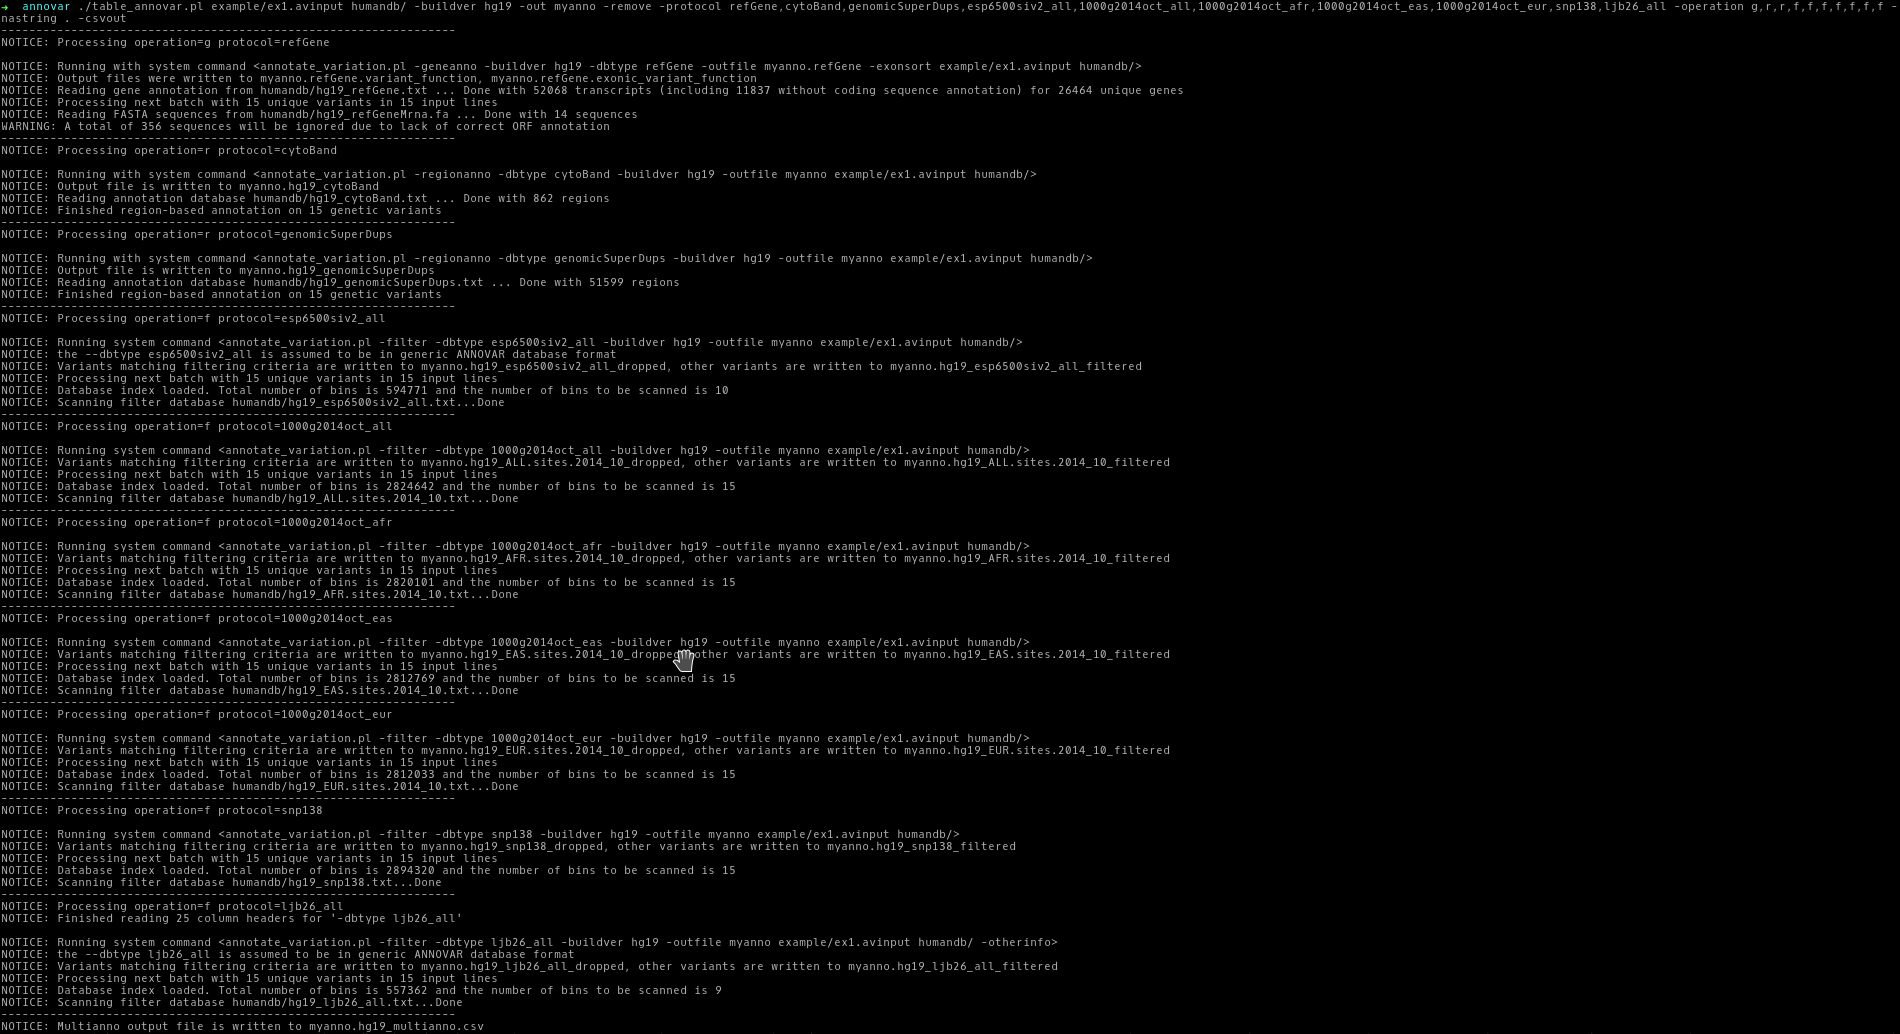 ➜  annovar ./table_annovar.pl example/ex1.avinput humandb/ -buildver hg19 -out myanno -remove -protocol refGene,cytoBand,genomicSuperDups,esp6500siv2_all,1000g2014oct_all,1000g2014oct_afr,1000g2014oct_eas,1000g2014oct_eur,snp138,ljb26_all -operation g,r,r,f,f,f,f,f,f,f -
nastring . -csvout
-----------------------------------------------------------------
NOTICE: Processing operation=g protocol=refGene
NOTICE: Running with system command <annotate_variation.pl -geneanno -buildver hg19 -dbtype refGene -outfile myanno.refGene -exonsort example/ex1.avinput humandb/>
NOTICE: Output files were written to myanno.refGene.variant_function, myanno.refGene.exonic_variant_function
NOTICE: Reading gene annotation from humandb/hg19_refGene.txt ... Done with 52068 transcripts (including 11837 without coding sequence annotation) for 26464 unique genes
NOTICE: Processing next batch with 15 unique variants in 15 input lines
NOTICE: Reading FASTA sequences from humandb/hg19_refGeneMrna.fa ... Done with 14 sequences
WARNING: A total of 356 sequences will be ignored due to lack of correct ORF annotation
-----------------------------------------------------------------
NOTICE: Processing operation=r protocol=cytoBand
NOTICE: Running with system command <annotate_variation.pl -regionanno -dbtype cytoBand -buildver hg19 -outfile myanno example/ex1.avinput humandb/>
NOTICE: Output file is written to myanno.hg19_cytoBand
NOTICE: Reading annotation database humandb/hg19_cytoBand.txt ... Done with 862 regions
NOTICE: Finished region-based annotation on 15 genetic variants
-----------------------------------------------------------------
NOTICE: Processing operation=r protocol=genomicSuperDups
NOTICE: Running with system command <annotate_variation.pl -regionanno -dbtype genomicSuperDups -buildver hg19 -outfile myanno example/ex1.avinput humandb/>
NOTICE: Output file is written to myanno.hg19_genomicSuperDups
NOTICE: Reading annotation database humandb/hg19_genomicSuperDups.txt ... Done with 51599 regions
NOTICE: Finished region-based annotation on 15 genetic variants
-----------------------------------------------------------------
NOTICE: Processing operation=f protocol=esp6500siv2_all
NOTICE: Running system command <annotate_variation.pl -filter -dbtype esp6500siv2_all -buildver hg19 -outfile myanno example/ex1.avinput humandb/>
NOTICE: the --dbtype esp6500siv2_all is assumed to be in generic ANNOVAR database format
NOTICE: Variants matching filtering criteria are written to myanno.hg19_esp6500siv2_all_dropped, other variants are written to myanno.hg19_esp6500siv2_all_filtered
NOTICE: Processing next batch with 15 unique variants in 15 input lines
NOTICE: Database index loaded. Total number of bins is 594771 and the number of bins to be scanned is 10
NOTICE: Scanning filter database humandb/hg19_esp6500siv2_all.txt...Done
-----------------------------------------------------------------
NOTICE: Processing operation=f protocol=1000g2014oct_all
NOTICE: Running system command <annotate_variation.pl -filter -dbtype 1000g2014oct_all -buildver hg19 -outfile myanno example/ex1.avinput humandb/>
NOTICE: Variants matching filtering criteria are written to myanno.hg19_ALL.sites.2014_10_dropped, other variants are written to myanno.hg19_ALL.sites.2014_10_filtered
NOTICE: Processing next batch with 15 unique variants in 15 input lines
NOTICE: Database index loaded. Total number of bins is 2824642 and the number of bins to be scanned is 15
NOTICE: Scanning filter database humandb/hg19_ALL.sites.2014_10.txt...Done
-----------------------------------------------------------------
NOTICE: Processing operation=f protocol=1000g2014oct_afr
NOTICE: Running system command <annotate_variation.pl -filter -dbtype 1000g2014oct_afr -buildver hg19 -outfile myanno example/ex1.avinput humandb/>
NOTICE: Variants matching filtering criteria are written to myanno.hg19_AFR.sites.2014_10_dropped, other variants are written to myanno.hg19_AFR.sites.2014_10_filtered
NOTICE: Processing next batch with 15 unique variants in 15 input lines
NOTICE: Database index loaded. Total number of bins is 2820101 and the number of bins to be scanned is 15
NOTICE: Scanning filter database humandb/hg19_AFR.sites.2014_10.txt...Done
-----------------------------------------------------------------
NOTICE: Processing operation=f protocol=1000g2014oct_eas
NOTICE: Running system command <annotate_variation.pl -filter -dbtype 1000g2014oct_eas -buildver hg19 -outfile myanno example/ex1.avinput humandb/>
NOTICE: Variants matching filtering criteria are written to myanno.hg19_EAS.sites.2014_10_dropped, other variants are written to myanno.hg19_EAS.sites.2014_10_filtered
NOTICE: Processing next batch with 15 unique variants in 15 input lines
NOTICE: Database index loaded. Total number of bins is 2812769 and the number of bins to be scanned is 15
NOTICE: Scanning filter database humandb/hg19_EAS.sites.2014_10.txt...Done
-----------------------------------------------------------------
NOTICE: Processing operation=f protocol=1000g2014oct_eur
NOTICE: Running system command <annotate_variation.pl -filter -dbtype 1000g2014oct_eur -buildver hg19 -outfile myanno example/ex1.avinput humandb/>
NOTICE: Variants matching filtering criteria are written to myanno.hg19_EUR.sites.2014_10_dropped, other variants are written to myanno.hg19_EUR.sites.2014_10_filtered
NOTICE: Processing next batch with 15 unique variants in 15 input lines
NOTICE: Database index loaded. Total number of bins is 2812033 and the number of bins to be scanned is 15
NOTICE: Scanning filter database humandb/hg19_EUR.sites.2014_10.txt...Done
-----------------------------------------------------------------
NOTICE: Processing operation=f protocol=snp138
NOTICE: Running system command <annotate_variation.pl -filter -dbtype snp138 -buildver hg19 -outfile myanno example/ex1.avinput humandb/>
NOTICE: Variants matching filtering criteria are written to myanno.hg19_snp138_dropped, other variants are written to myanno.hg19_snp138_filtered
NOTICE: Processing next batch with 15 unique variants in 15 input lines
NOTICE: Database index loaded. Total number of bins is 2894320 and the number of bins to be scanned is 15
NOTICE: Scanning filter database humandb/hg19_snp138.txt...Done
-----------------------------------------------------------------
NOTICE: Processing operation=f protocol=ljb26_all
NOTICE: Finished reading 25 column headers for '-dbtype ljb26_all'
NOTICE: Running system command <annotate_variation.pl -filter -dbtype ljb26_all -buildver hg19 -outfile myanno example/ex1.avinput humandb/ -otherinfo>
NOTICE: the --dbtype ljb26_all is assumed to be in generic ANNOVAR database format
NOTICE: Variants matching filtering criteria are written to myanno.hg19_ljb26_all_dropped, other variants are written to myanno.hg19_ljb26_all_filtered
NOTICE: Processing next batch with 15 unique variants in 15 input lines
NOTICE: Database index loaded. Total number of bins is 557362 and the number of bins to be scanned is 9
NOTICE: Scanning filter database humandb/hg19_ljb26_all.txt...Done
-----------------------------------------------------------------
NOTICE: Multianno output file is written to myanno.hg19_multianno.csv